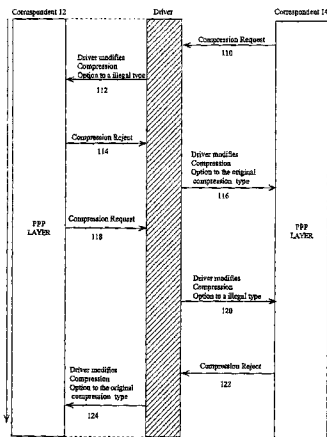 Correspondent 12
Driver
Correspondent 14
Compression Request
110
Driver modifies
Compression
Option to a illegal type
112
Compression Reject
114
Driver modifies
Compression
Option to the original
compression type
116
PPP
LAYER
Compression Request
118
PPP
LAYER
Driver modifies
Compression
Option to a illegal type
120
Compression Reject
122
Driver modifies
Compression
Option to the original
compression type
124